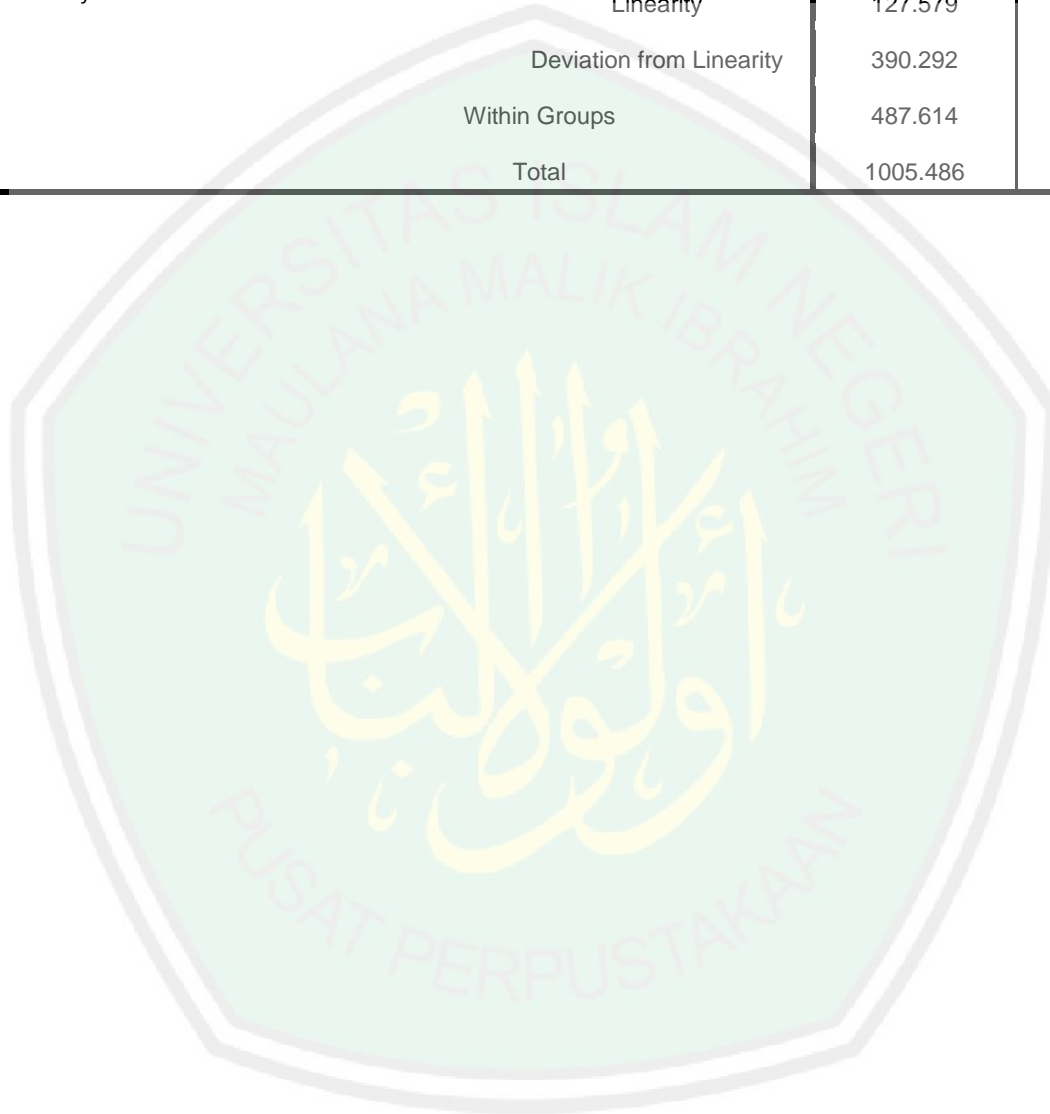 Linearity 127.579
Deviation from Linearity 390.292
Within Groups 487.614
Total 1005.486
UNIVERSITAS ISLAM NEGERI
MAULANA MALIK IBRAHIM
أولوا الألباب
PUSAT PERPUSTAKAAN